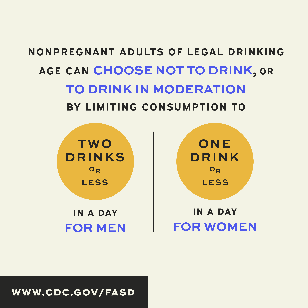 NONPREGNANT ADULTS OF LEGAL DRINKING
AGE CAN CHOOSE NOT TO DRINK, OR
TO DRINK IN MODERATION
BY LIMITING CONSUMPTION TO
TWO
DRINKS
OR
LESS
IN A DAY
FOR MEN
ONE
DRINK
OR
LESS
IN A DAY
FOR WOMEN
WWW.CDC.GOV/FASD